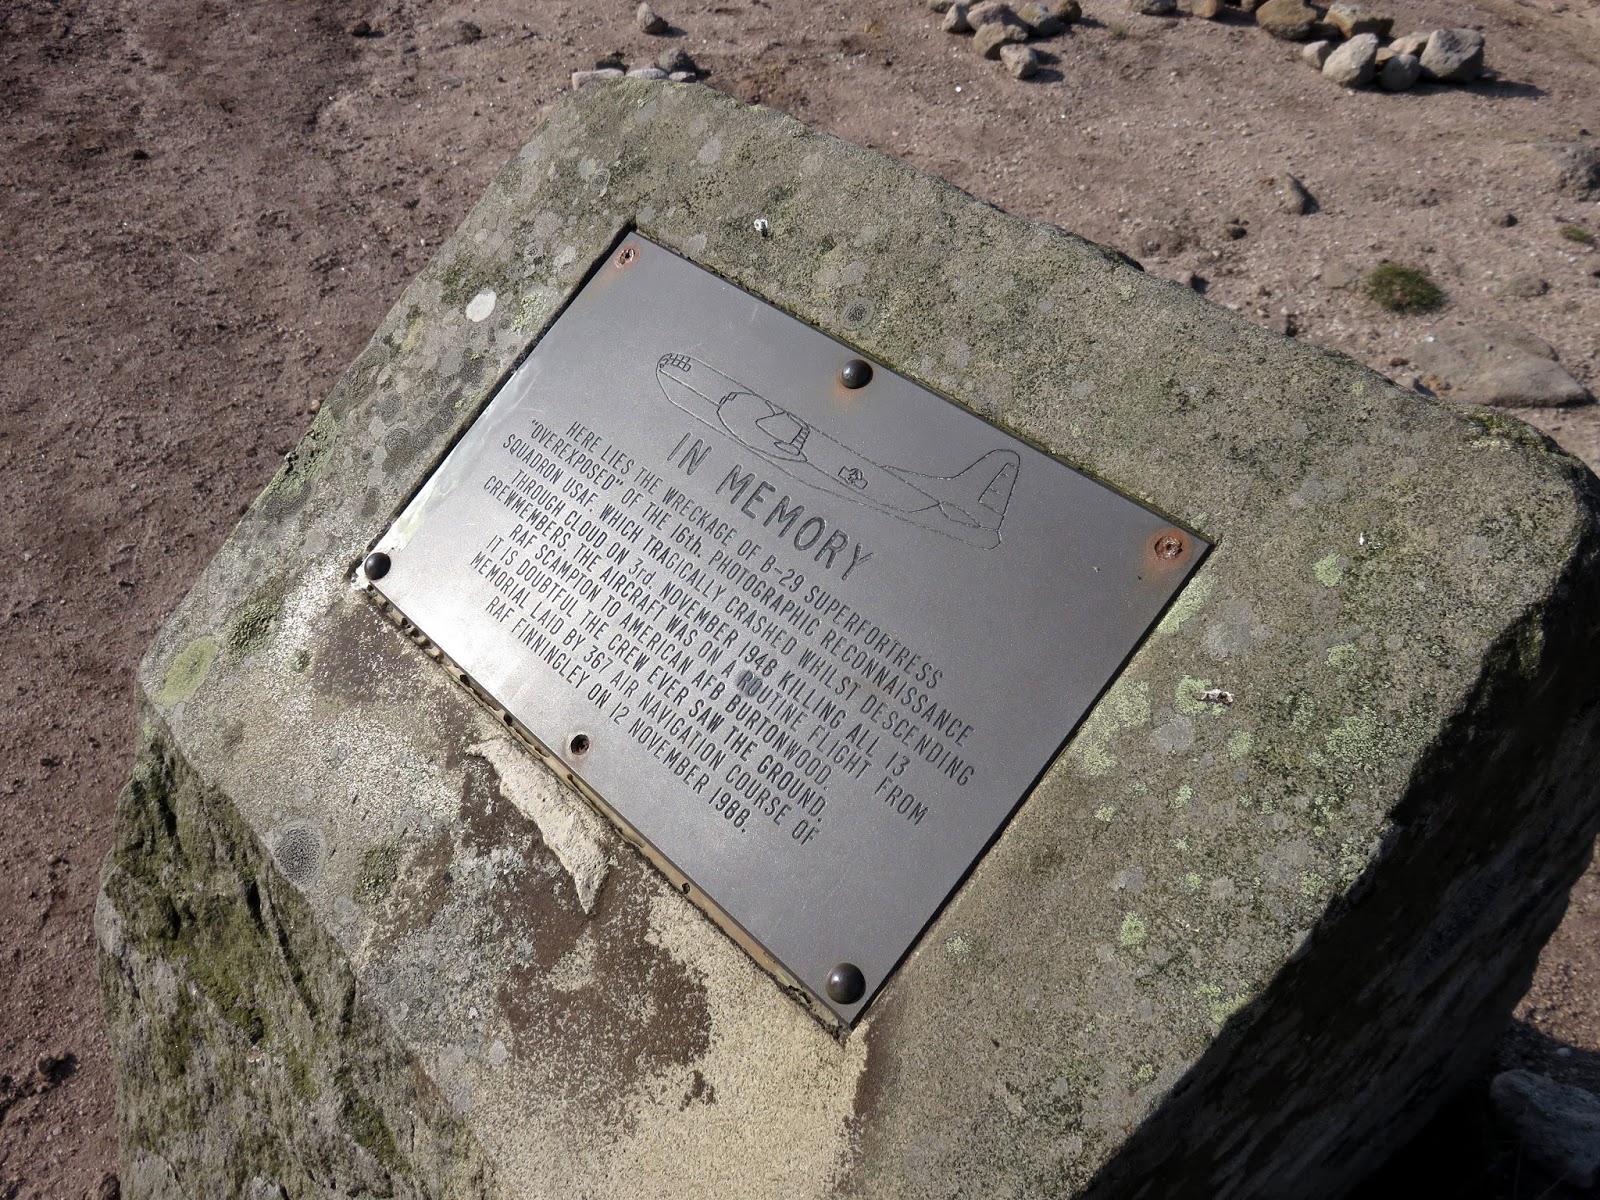 IN MEMORY
HERE LIES THE WRECKAGE OF B-29 SUPERFORTRESS
"OVEREXPOSED" OF THE 16th. PHOTOGRAPHIC RECONNAISSANCE
SQUADRON USAF WHICH TRAGICALLY CRASHED WHILST DESCENDING
THROUGH CLOUD ON 3rd. NOVEMBER 1948 KILLING ALL 13
CREWMEMBERS. THE AIRCRAFT WAS ON A ROUTINE FLIGHT FROM
RAF SCAMPTON TO AMERICAN AFB BURTONWOOD.
IT IS DOUBTFUL THE CREW EVER SAW THE GROUND.
MEMORIAL LAID BY 367 AIR NAVIGATION COURSE OF
RAF FINNINGLEY ON 12 NOVEMBER 1988.